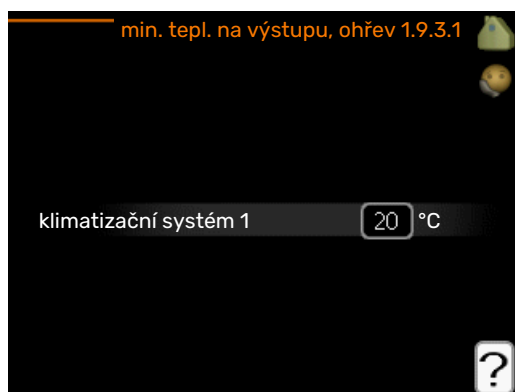 min. tepl. na výstupu, ohřev 1.9.3.1
klimatizační systém 1 20 °C
?